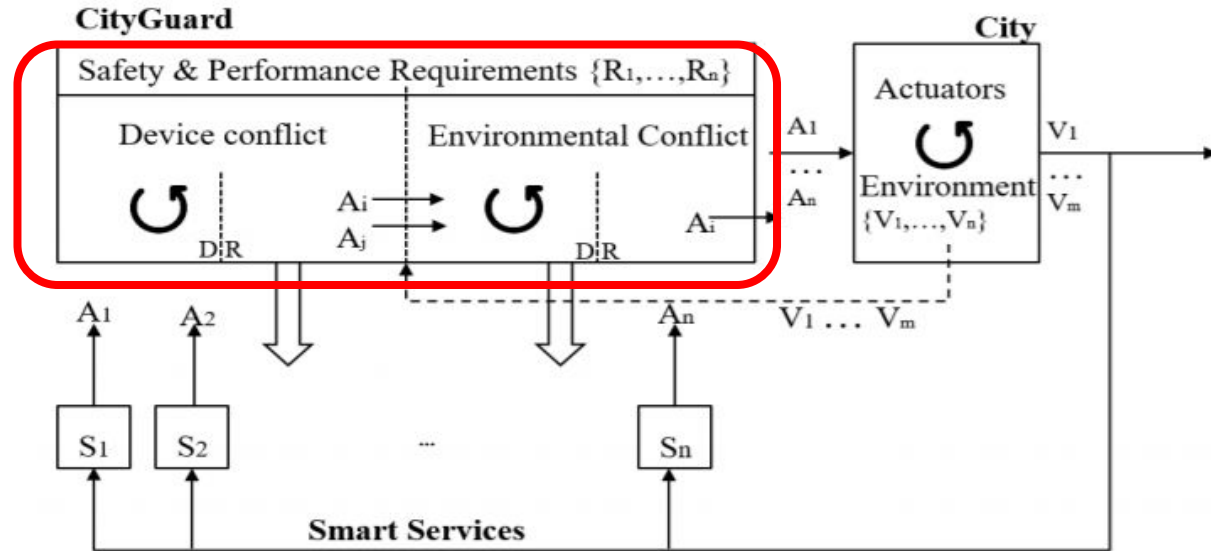 CityGuard
City
Safety & Performance Requirements {R₁,…,Rₙ}
Device conflict
Environmental Conflict
D R
Aᵢ
Aⱼ
D R
Aᵢ
A₁
…
Aₙ
Actuators
Environment
{V₁,…,Vₙ}
V₁
…
Vₘ
V₁ … Vₘ
A₁
A₂
Aₙ
S₁
S₂
...
Sₙ
Smart Services